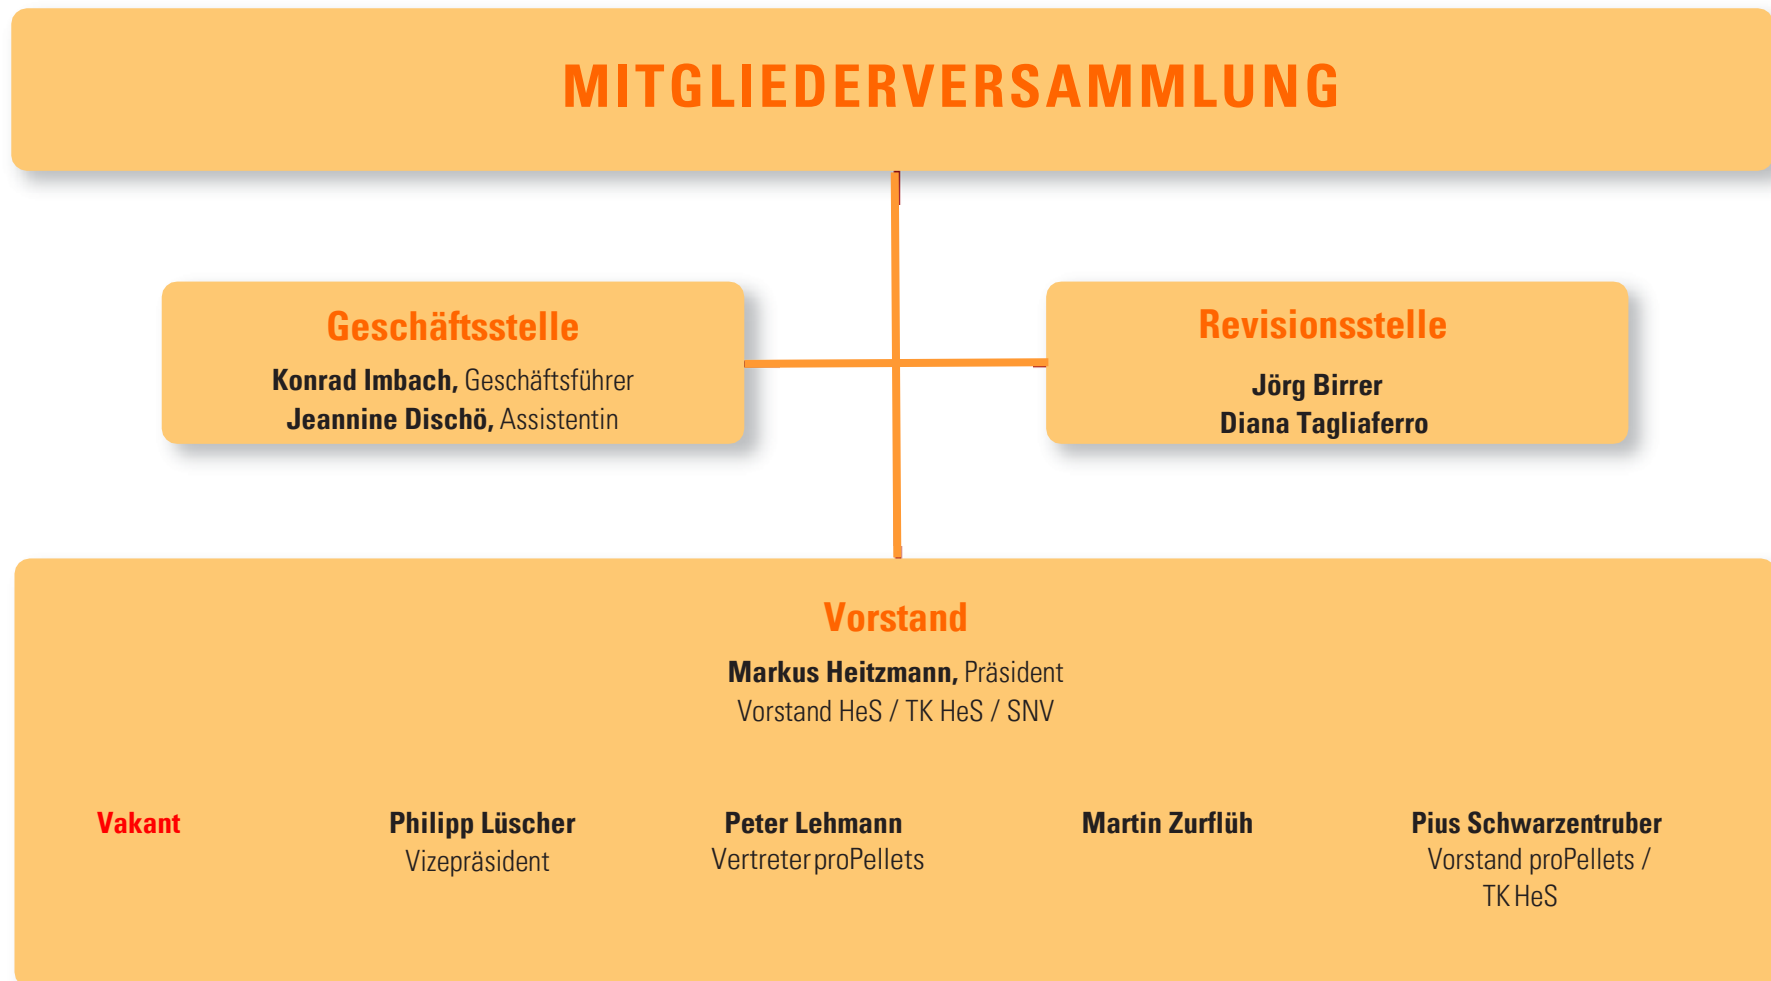 MITGLIEDERVERSAMMLUNG
Geschäftsstelle
Konrad Imbach, Geschäftsführer
Jeannine Dischö, Assistentin
Revisionsstelle
Jörg Birrer
Diana Tagliaferro
Vorstand
Markus Heitzmann, Präsident
Vorstand HeS / TK HeS / SNV
Vakant
Philipp Lüscher
Vizepräsident
Peter Lehmann
Vertreter proPellets
Martin Zurflüh
Pius Schwarzentruber
Vorstand proPellets /
TK HeS